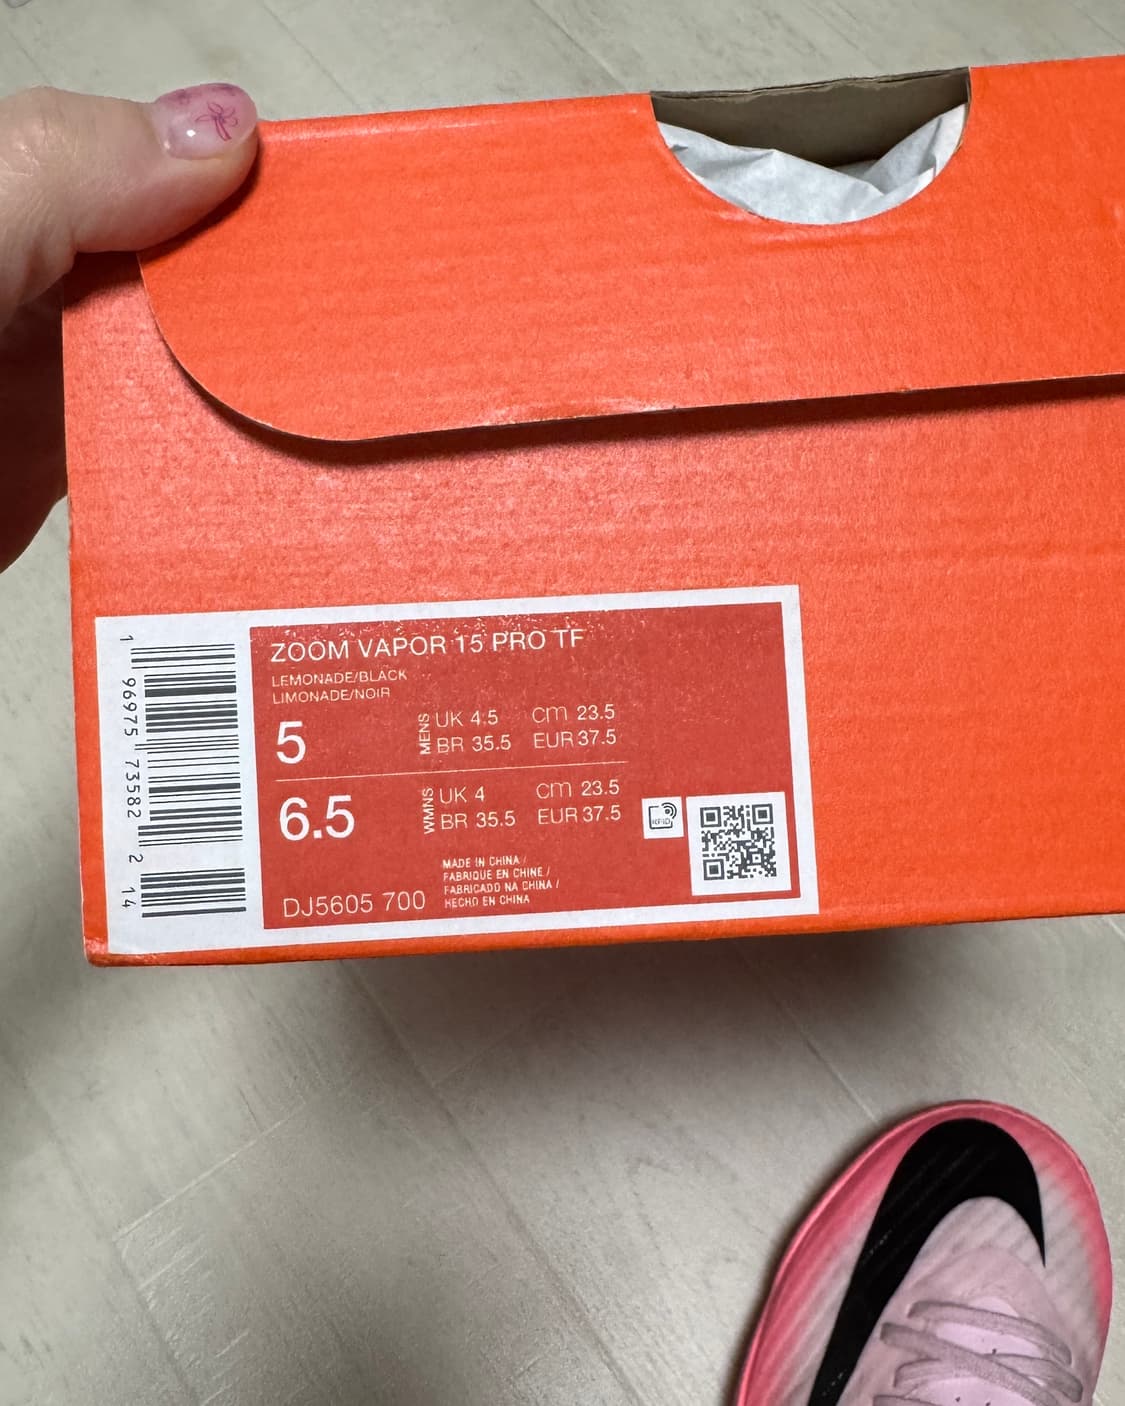 ZOOM VAPOR 15 PRO TF
LEMONADE/BLACK
LIMONADE/NOIR
5 MENS UK 4.5 cm 23.5
BR 35.5 EUR 37.5
6.5 WMNS UK 4 cm 23.5
BR 35.5 EUR 37.5
RFID
MADE IN CHINA /
FABRIQUE EN CHINE /
FABRICADO NA CHINA /
HECHO EN CHINA
DJ5605 700
1 96975 73582 2 14